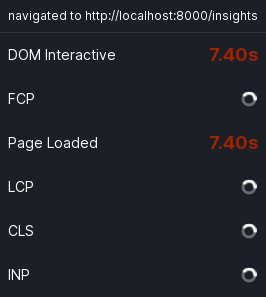 navigated to http://localhost:8000/insights
DOM Interactive 7.40s
FCP
Page Loaded 7.40s
LCP
CLS
INP